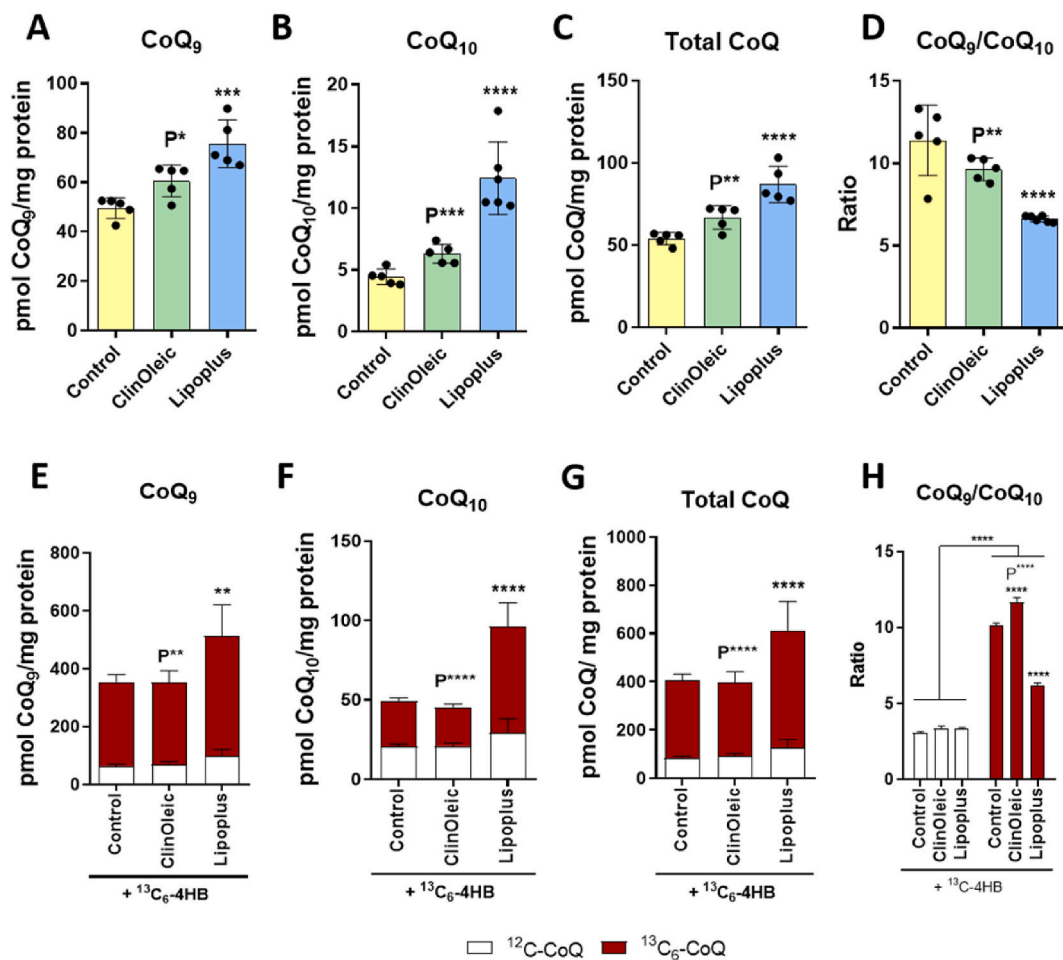 A
CoQ₉
pmol CoQ₉/mg protein
100
80
60
40
20
0
P*
***
Control
ClinOleic
Lipoplus
B
CoQ₁₀
pmol CoQ₁₀/mg protein
20
15
10
5
0
P***
****
Control
ClinOleic
Lipoplus
C
Total CoQ
pmol CoQ/mg protein
150
100
50
0
P**
****
Control
ClinOleic
Lipoplus
D
CoQ₉/CoQ₁₀
Ratio
15
10
5
0
P**
****
Control
ClinOleic
Lipoplus
E
CoQ₉
pmol CoQ₉/mg protein
800
600
400
200
0
P**
**
Control
ClinOleic
Lipoplus
+ ¹³C₆-4HB
F
CoQ₁₀
pmol CoQ₁₀/mg protein
150
100
50
0
P****
****
Control
ClinOleic
Lipoplus
+ ¹³C₆-4HB
G
Total CoQ
pmol CoQ/ mg protein
1000
800
600
400
200
0
P****
****
Control
ClinOleic
Lipoplus
+ ¹³C₆-4HB
H
CoQ₉/CoQ₁₀
Ratio
15
10
5
0
****
P****
****
****
Control
ClinOleic
Lipoplus
Control
ClinOleic
Lipoplus
+ ¹³C-4HB
¹²C-CoQ
¹³C₆-CoQ